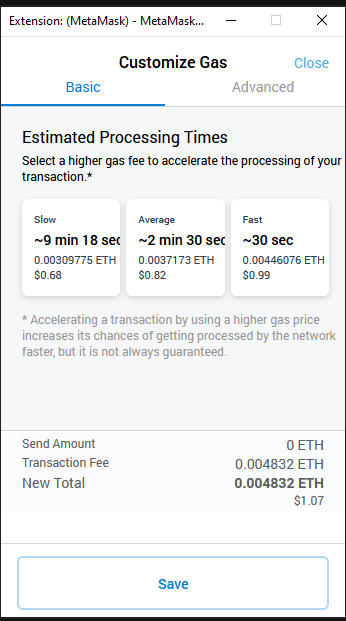 Extension: (MetaMask) - MetaMask...
Customize Gas
Close
Basic
Advanced
Estimated Processing Times
Select a higher gas fee to accelerate the processing of your
transaction.*
Slow
Average
Fast
~9 min 18 sec
~2 min 30 sec
~30 sec
0.00309775 ETH
0.0037173 ETH
0.00446076 ETH
$0.68
$0.82
$0.99
* Accelerating a transaction by using a higher gas price
increases its chances of getting processed by the network
faster, but it is not always guaranteed.
Send Amount
0 ETH
Transaction Fee
0.004832 ETH
New Total
0.004832 ETH
$1.07
Save